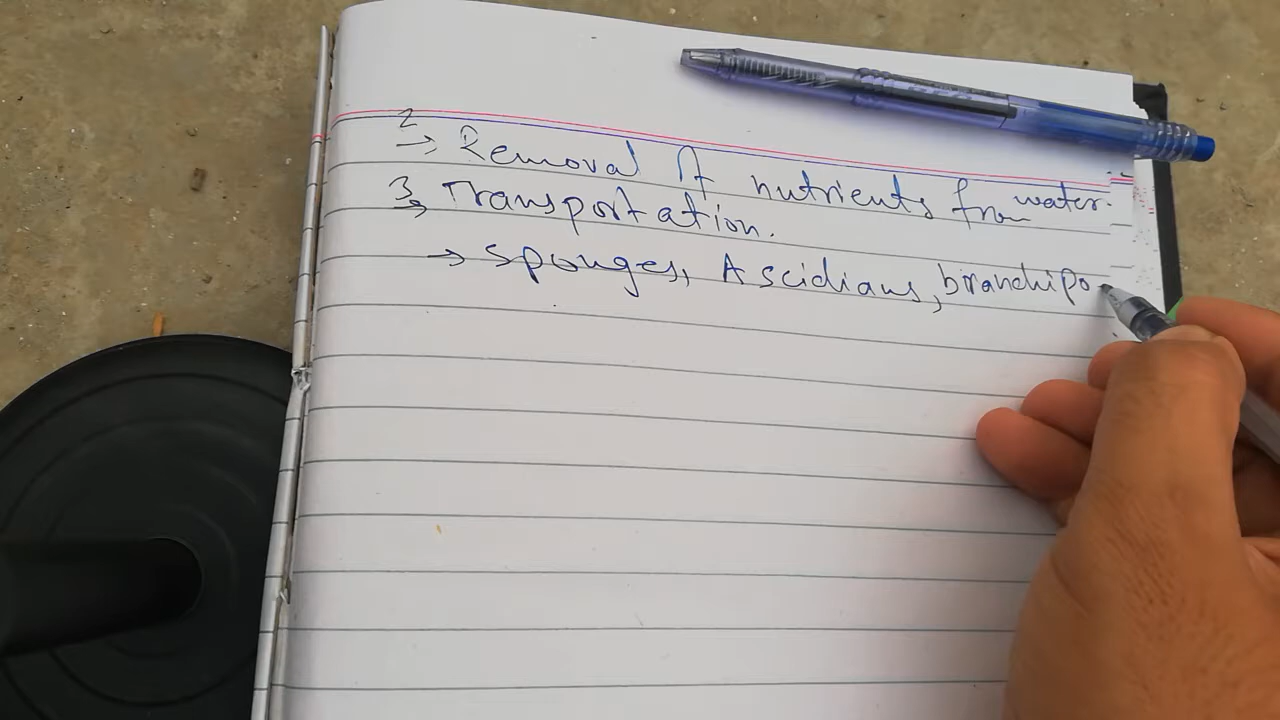 2
→ Removal of nutrients from water.
3
→ Transportation.
→ Sponges, Ascidians, branchipo